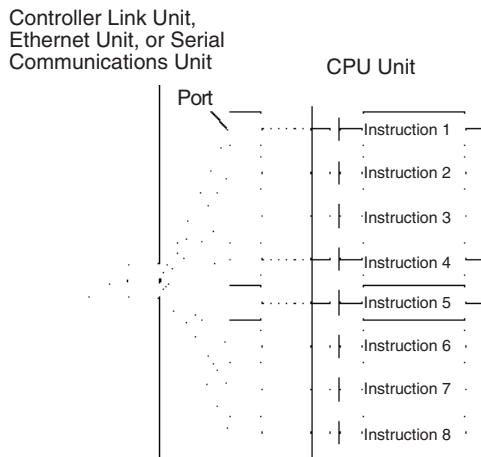 Controller Link Unit,
Ethernet Unit, or Serial
Communications Unit
CPU Unit
Port
Instruction 1
Instruction 2
Instruction 3
Instruction 4
Instruction 5
Instruction 6
Instruction 7
Instruction 8